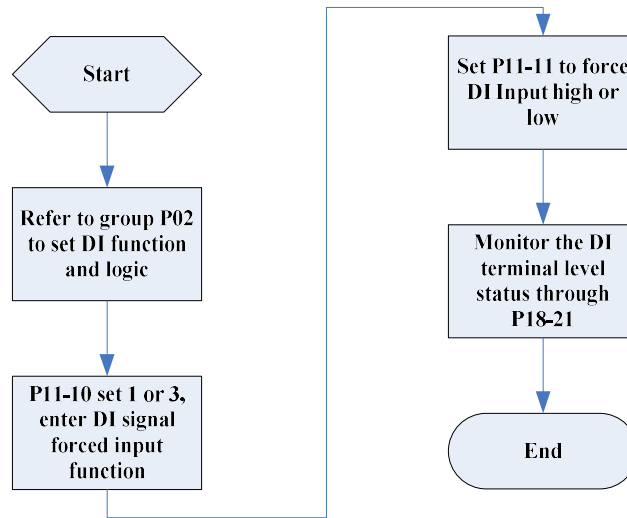 Start
Refer to group P02
to set DI function
and logic
P11-10 set 1 or 3,
enter DI signal
forced input
function
Set P11-11 to force
DI Input high or
low
Monitor the DI
terminal level
status through
P18-21
End